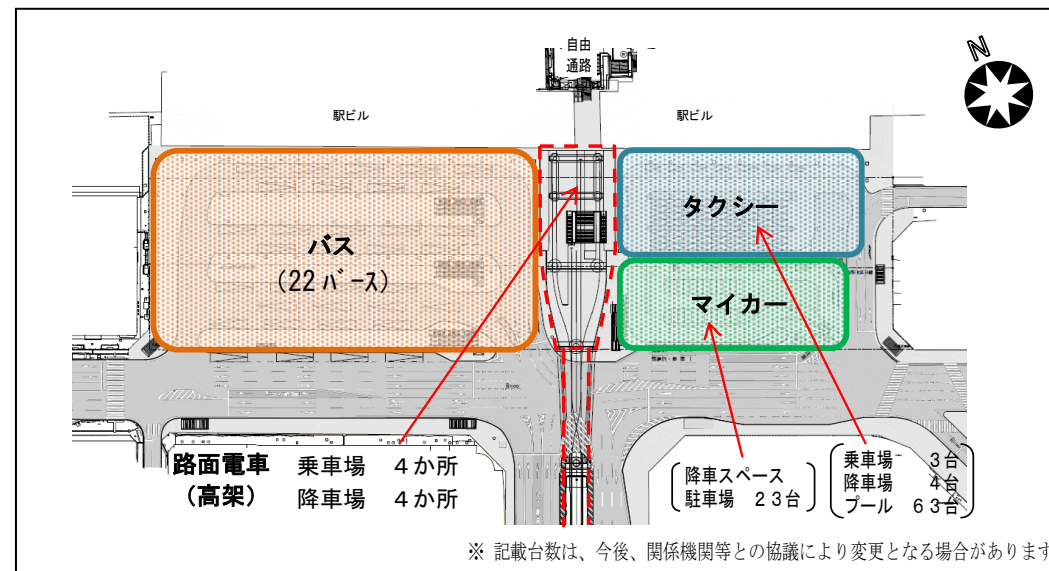 自由
通路
N
駅ビル
駅ビル
バス
(22 バース)
タクシー
マイカー
路面電車 乗車場 4か所
(高架) 降車場 4か所
降車スペース
駐車場 23台
乗車場 3台
降車場 4台
プール 63台
※ 記載台数は、今後、関係機関等との協議により変更となる場合があります